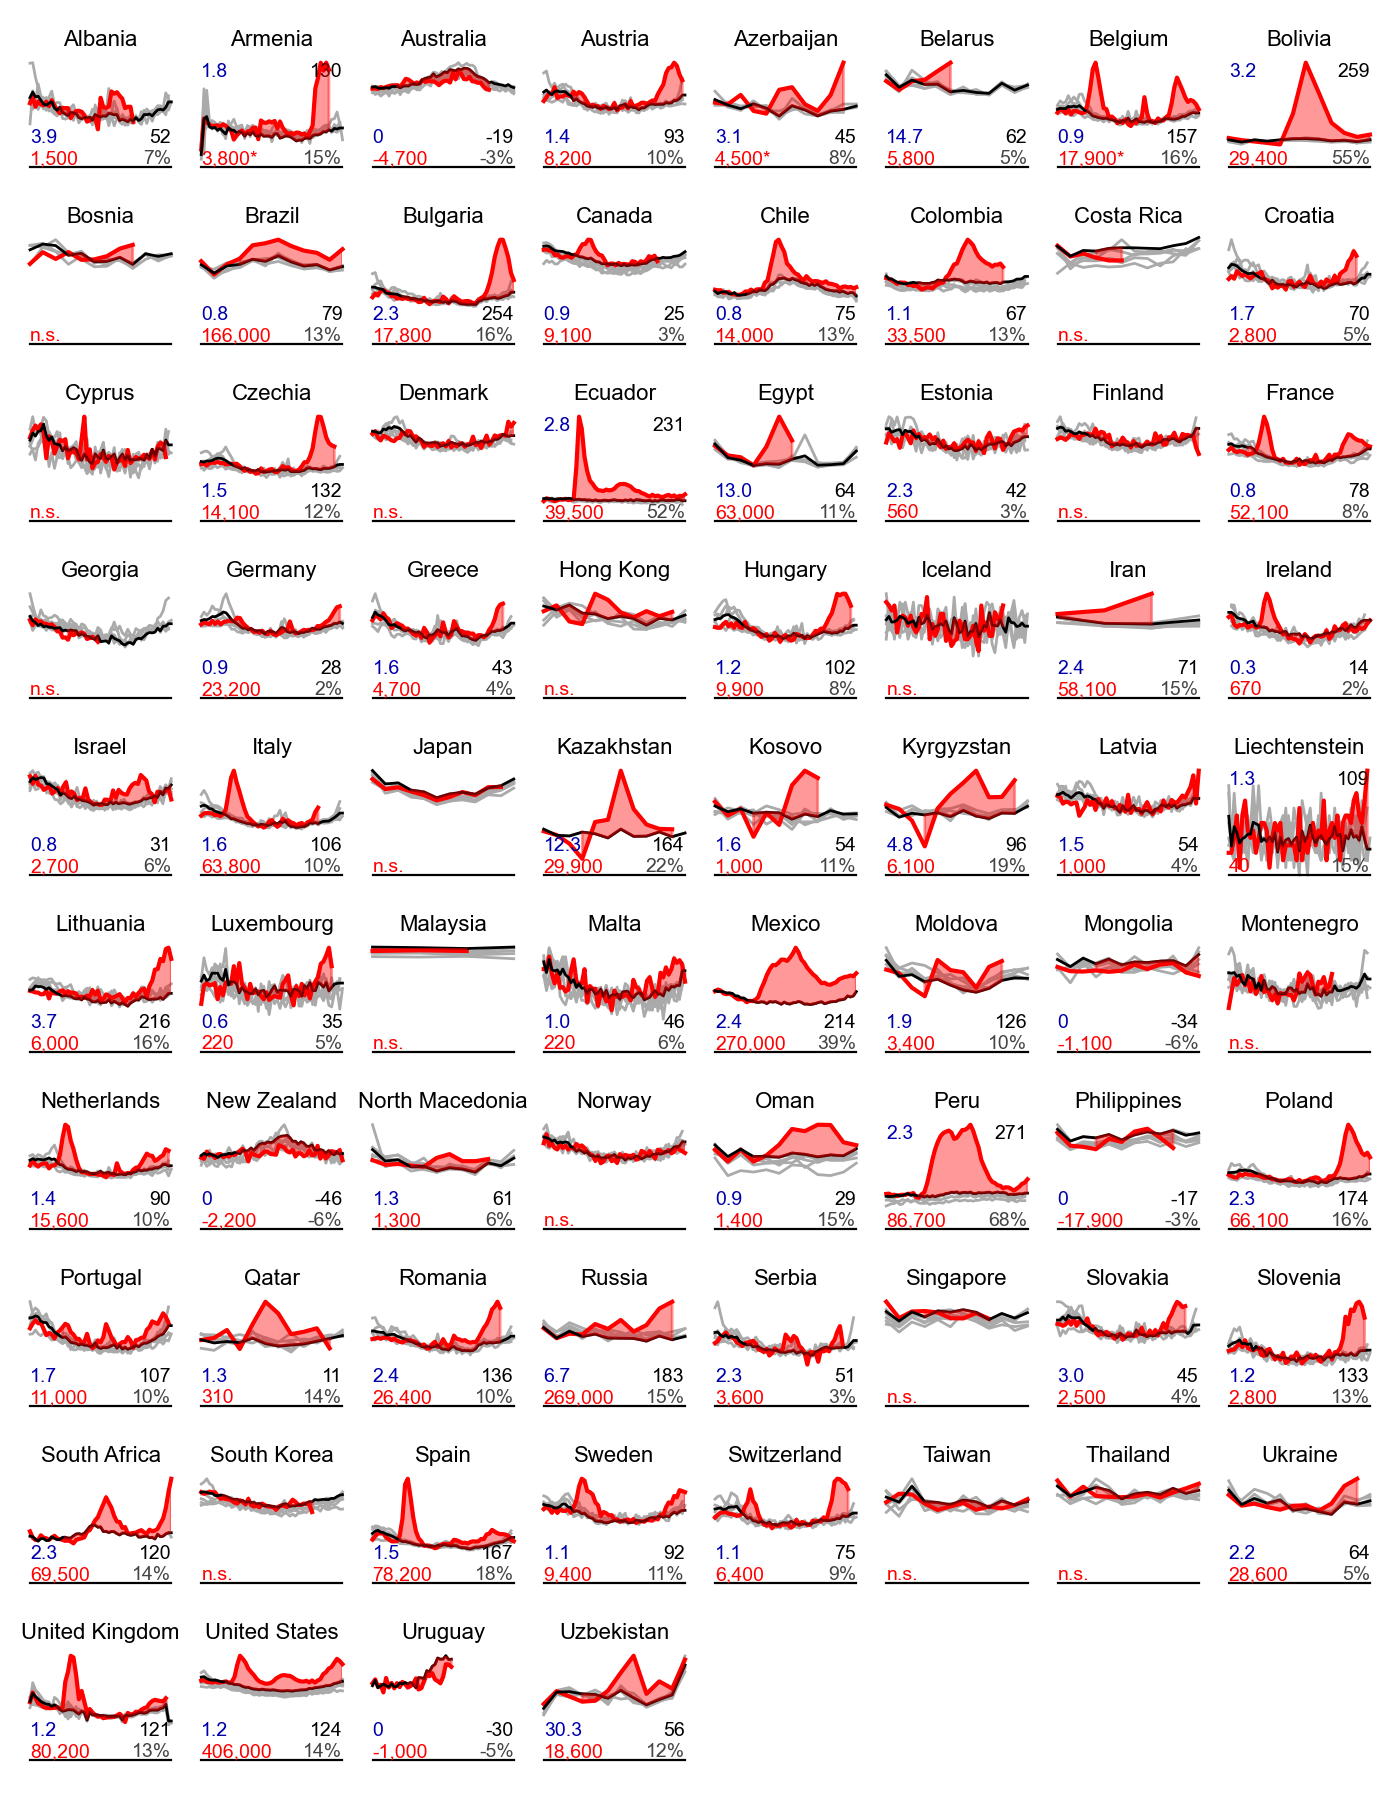 Albania Armenia Australia Austria Azerbaijan Belarus Belgium Bolivia
1.8 130 3.2 259
3.9 52 0 -19 1.4 93 3.1 45 14.7 62 0.9 157
1,500 7% 3,800* 15% -4,700 -3% 8,200 10% 4,500* 8% 5,800 5% 17,900* 16% 29,400 55%
Bosnia Brazil Bulgaria Canada Chile Colombia Costa Rica Croatia
0.8 79 2.3 254 0.9 25 0.8 75 1.1 67 1.7 70
n.s. 166,000 13% 17,800 16% 9,100 3% 14,000 13% 33,500 13% n.s. 2,800 5%
Cyprus Czechia Denmark Ecuador Egypt Estonia Finland France
2.8 231
1.5 132 13.0 64 2.3 42 0.8 78
n.s. 14,100 12% n.s. 39,500 52% 63,000 11% 560 3% n.s. 52,100 8%
Georgia Germany Greece Hong Kong Hungary Iceland Iran Ireland
0.9 28 1.6 43 1.2 102 2.4 71 0.3 14
n.s. 23,200 2% 4,700 4% n.s. 9,900 8% n.s. 58,100 15% 670 2%
Israel Italy Japan Kazakhstan Kosovo Kyrgyzstan Latvia Liechtenstein
1.3 109
0.8 31 1.6 106 12.3 164 1.6 54 4.8 96 1.5 54
2,700 6% 63,800 10% n.s. 29,900 22% 1,000 11% 6,100 19% 1,000 4% 40 15%
Lithuania Luxembourg Malaysia Malta Mexico Moldova Mongolia Montenegro
3.7 216 0.6 35 1.0 46 2.4 214 1.9 126 0 -34
6,000 16% 220 5% n.s. 220 6% 270,000 39% 3,400 10% -1,100 -6% n.s.
Netherlands New Zealand North Macedonia Norway Oman Peru Philippines Poland
2.3 271
1.4 90 0 -46 1.3 61 0.9 29 0 -17 2.3 174
15,600 10% -2,200 -6% 1,300 6% n.s. 1,400 15% 86,700 68% -17,900 -3% 66,100 16%
Portugal Qatar Romania Russia Serbia Singapore Slovakia Slovenia
1.7 107 1.3 11 2.4 136 6.7 183 2.3 51 3.0 45 1.2 133
11,000 10% 310 14% 26,400 10% 269,000 15% 3,600 3% n.s. 2,500 4% 2,800 13%
South Africa South Korea Spain Sweden Switzerland Taiwan Thailand Ukraine
2.3 120 1.5 167 1.1 92 1.1 75 2.2 64
69,500 14% n.s. 78,200 18% 9,400 11% 6,400 9% n.s. n.s. 28,600 5%
United Kingdom United States Uruguay Uzbekistan
1.2 121 1.2 124 0 -30 30.3 56
80,200 13% 406,000 14% -1,000 -5% 18,600 12%